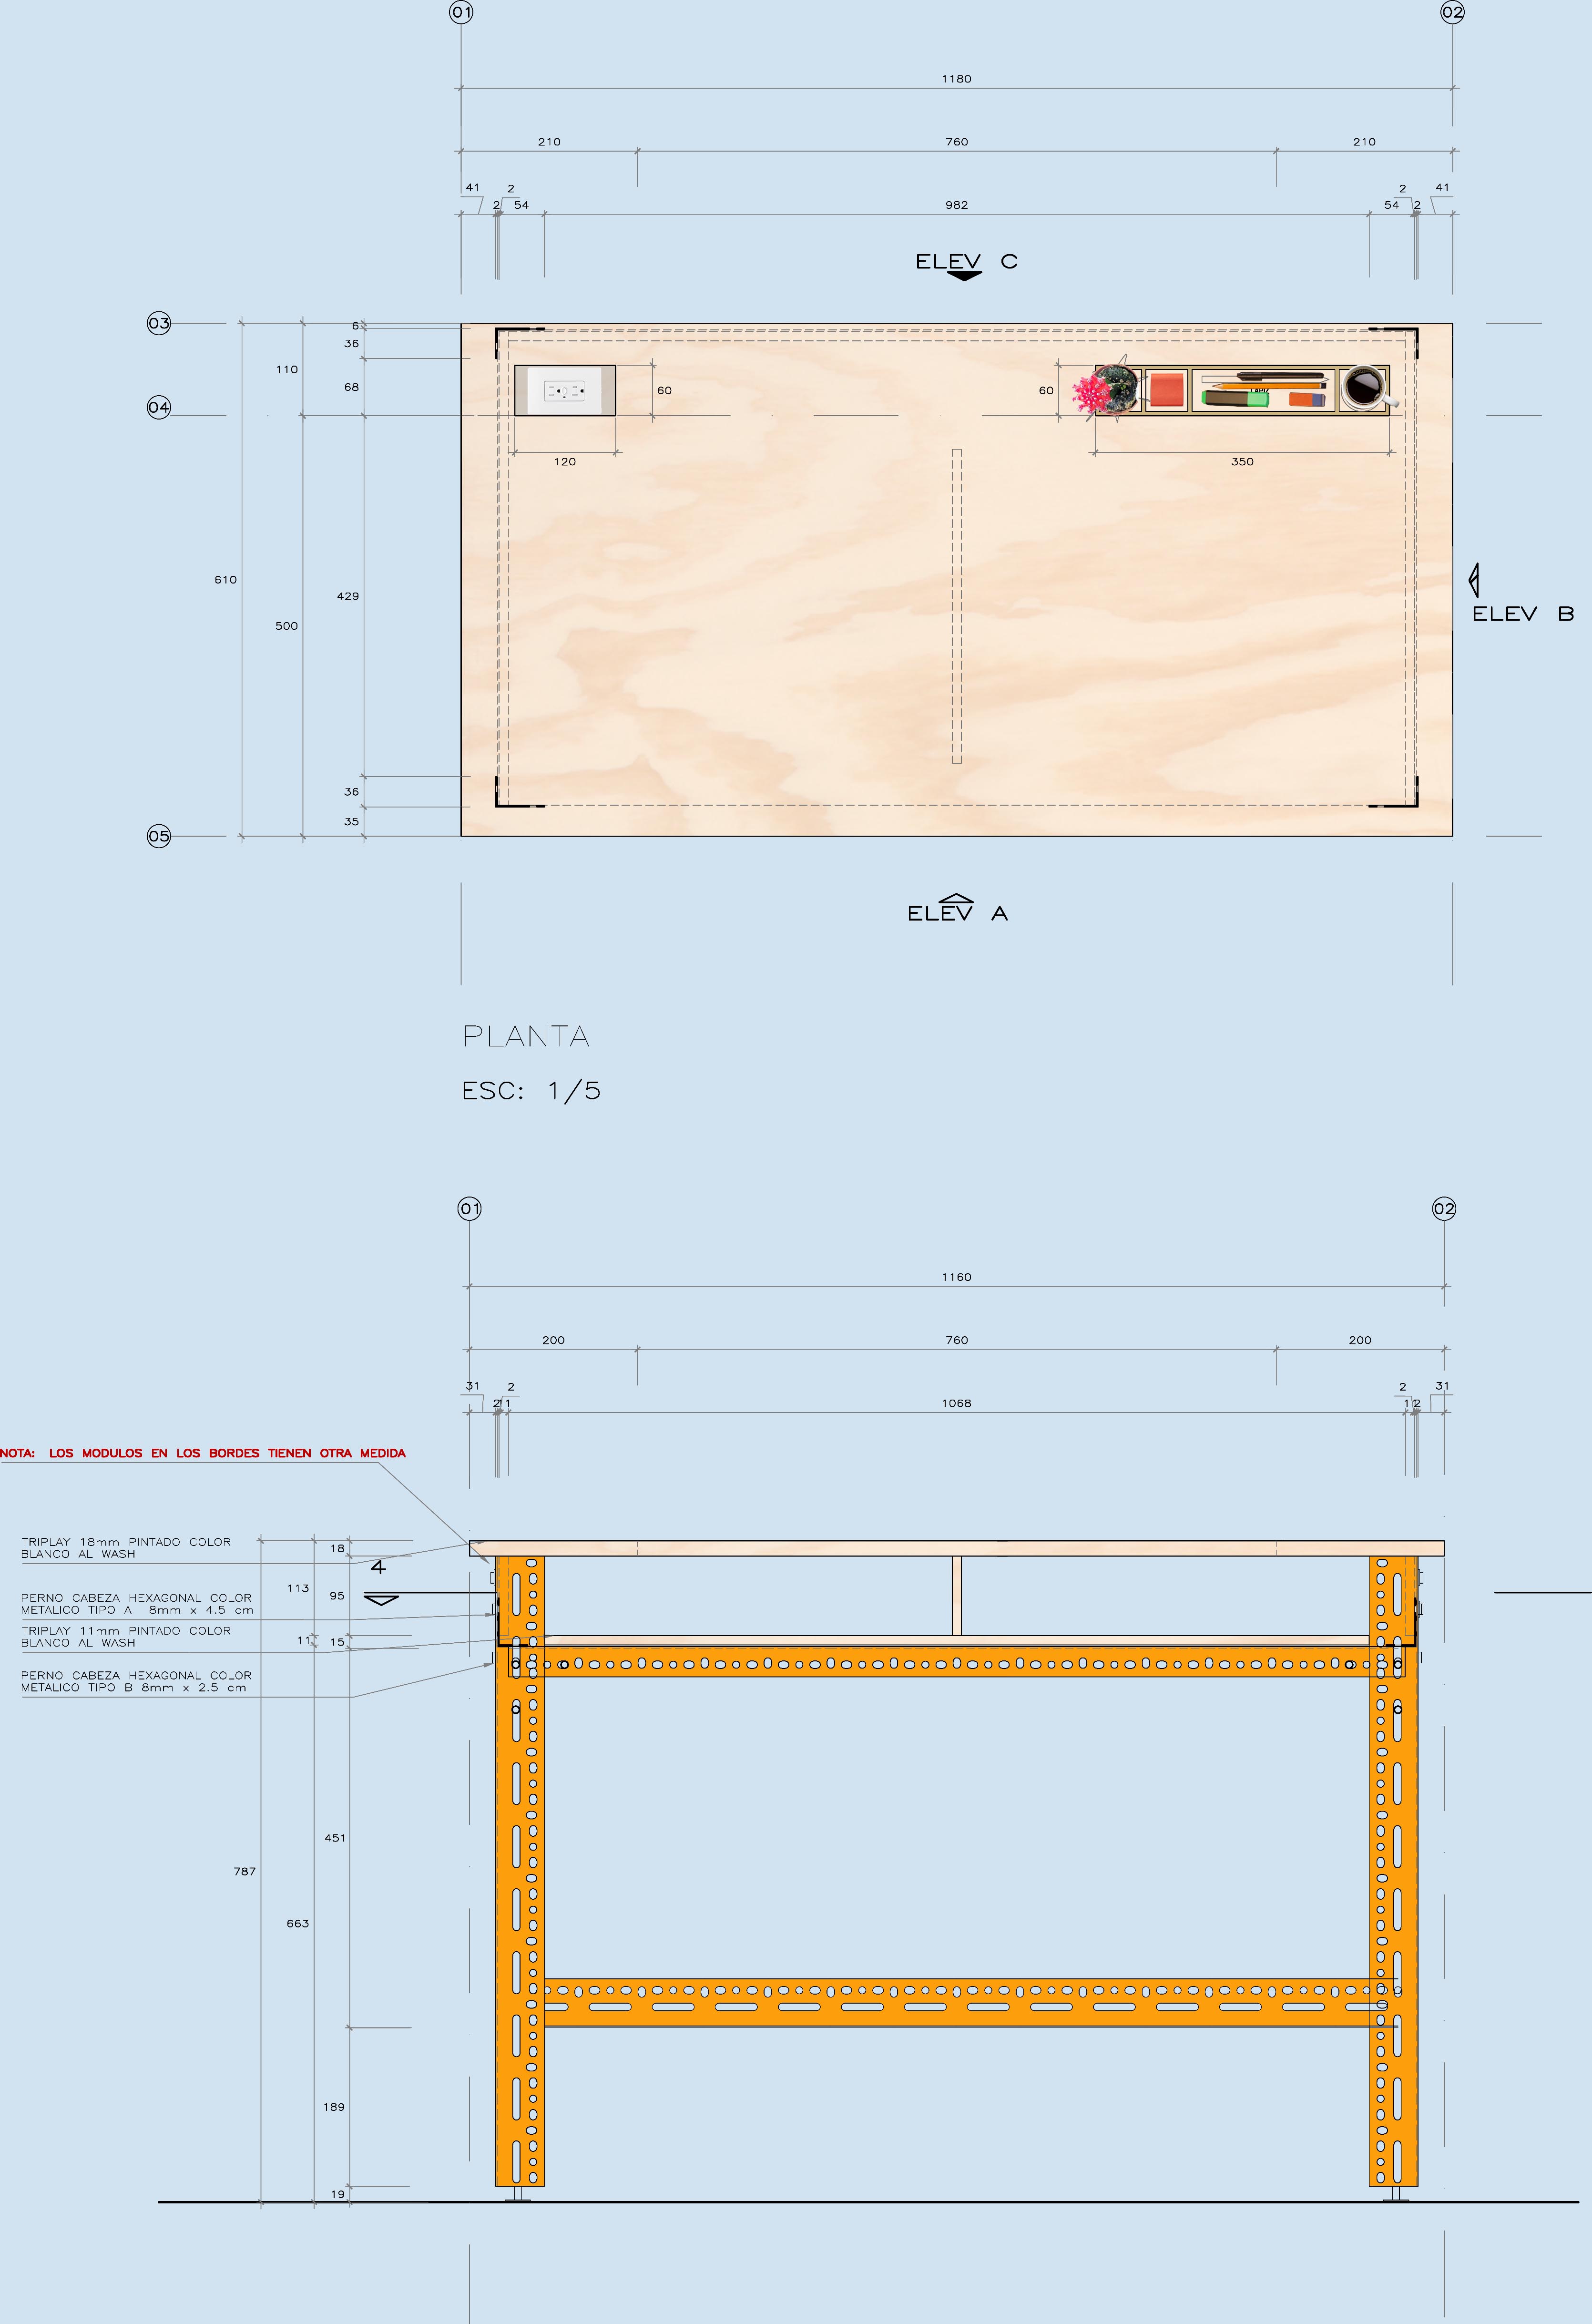 01 02
1180
210 760 210
41 2 2 54 982 54 2 2 41
ELEV C
03
6
36
110
68
60
60
04
120
350
610
429
500
ELEV B
36
35
05
ELEV A
PLANTA
ESC: 1/5
01 02
1160
200 760 200
31 2 2 31
11 1068 11 2
NOTA: LOS MODULOS EN LOS BORDES TIENEN OTRA MEDIDA
TRIPLAY 18mm PINTADO COLOR
BLANCO AL WASH
18
4
113
95
PERNO CABEZA HEXAGONAL COLOR
METALICO TIPO A 8mm x 4.5 cm
TRIPLAY 11mm PINTADO COLOR
BLANCO AL WASH
11 15
PERNO CABEZA HEXAGONAL COLOR
METALICO TIPO B 8mm x 2.5 cm
451
787
663
189
19